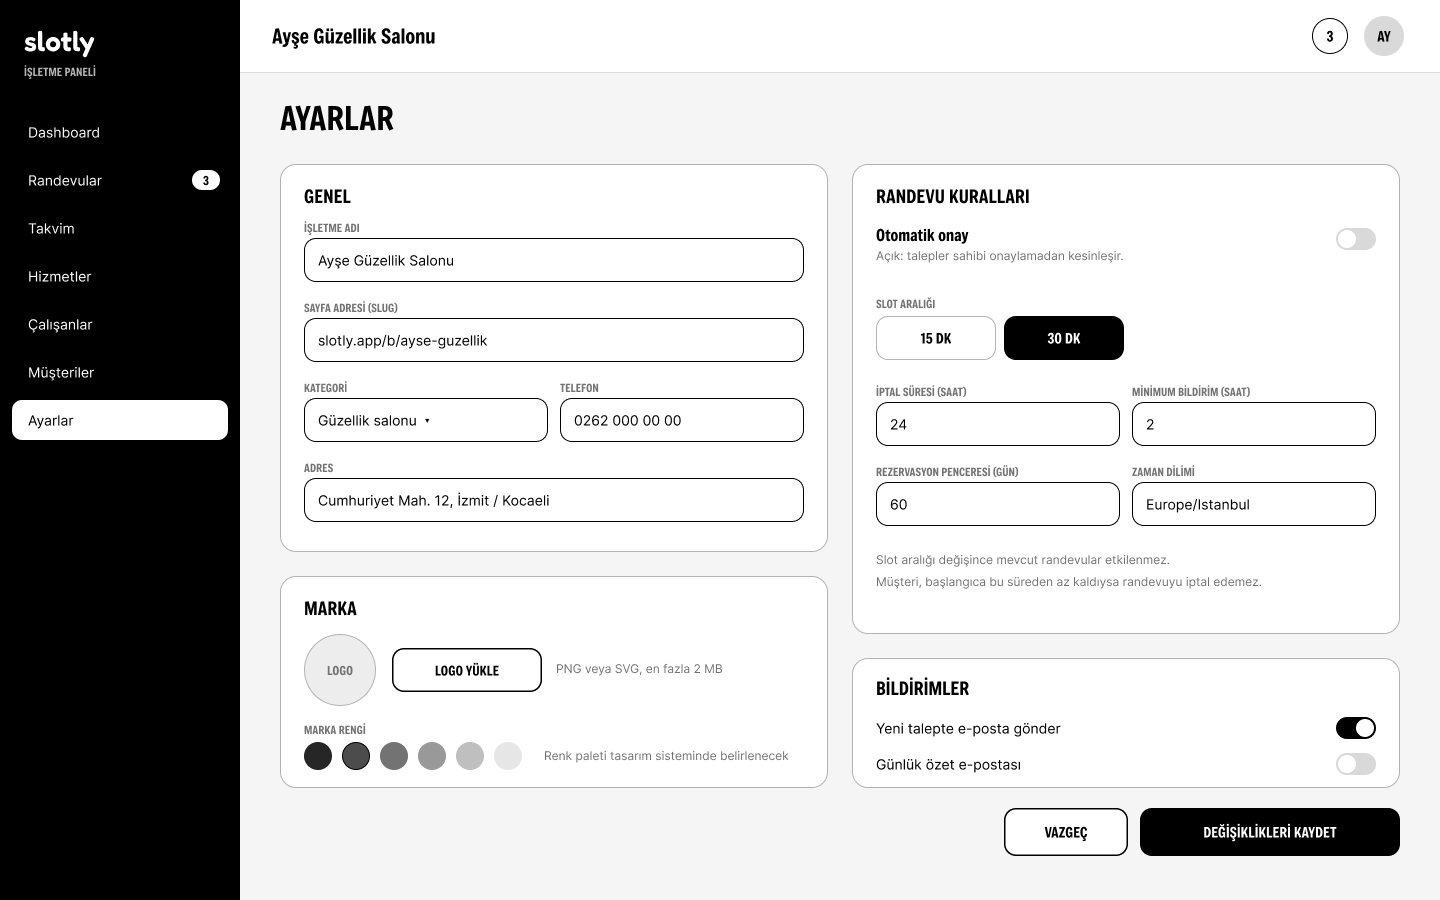 slotly
İŞLETME PANELİ
Dashboard
Randevular 3
Takvim
Hizmetler
Çalışanlar
Müşteriler
Ayarlar
Ayşe Güzellik Salonu
3
AY
AYARLAR
GENEL
İŞLETME ADI
Ayşe Güzellik Salonu
SAYFA ADRESİ (SLUG)
slotly.app/b/ayse-guzellik
KATEGORİ TELEFON
Güzellik salonu ▾ 0262 000 00 00
ADRES
Cumhuriyet Mah. 12, İzmit / Kocaeli
MARKA
LOGO
LOGO YÜKLE
PNG veya SVG, en fazla 2 MB
MARKA RENGİ
Renk paleti tasarım sisteminde belirlenecek
RANDEVU KURALLARI
Otomatik onay
Açık: talepler sahibi onaylamadan kesinleşir.
SLOT ARALIĞI
15 DK 30 DK
İPTAL SÜRESİ (SAAT) MİNİMUM BİLDİRİM (SAAT)
24 2
REZERVASYON PENCERESİ (GÜN) ZAMAN DİLİMİ
60 Europe/Istanbul
Slot aralığı değişince mevcut randevular etkilenmez.
Müşteri, başlangıca bu süreden az kaldıysa randevuyu iptal edemez.
BİLDİRİMLER
Yeni talepte e-posta gönder
Günlük özet e-postası
VAZGEÇ DEĞİŞİKLİKLERİ KAYDET